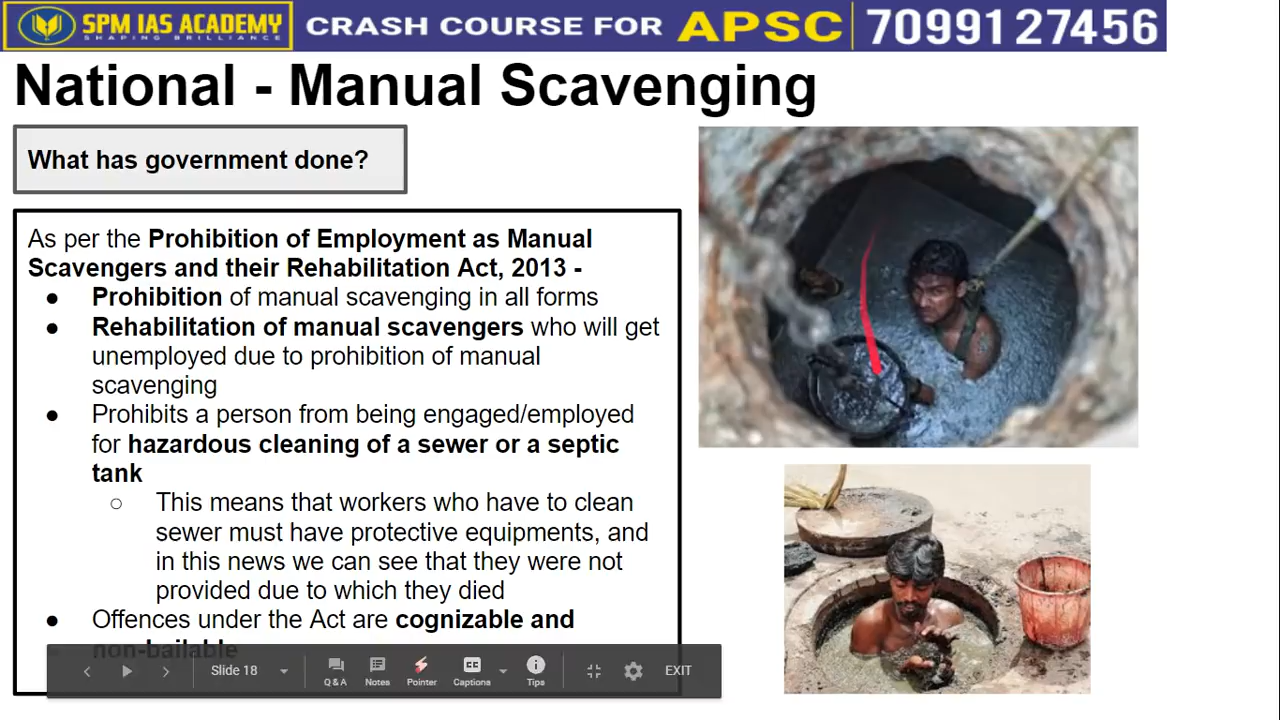 SPM IAS ACADEMY
SHAPING BRILLIANCE
CRASH COURSE FOR APSC 7099127456
National - Manual Scavenging
What has government done?
As per the Prohibition of Employment as Manual
Scavengers and their Rehabilitation Act, 2013 -
● Prohibition of manual scavenging in all forms
● Rehabilitation of manual scavengers who will get
unemployed due to prohibition of manual
scavenging
● Prohibits a person from being engaged/employed
for hazardous cleaning of a sewer or a septic
tank
○ This means that workers who have to clean
sewer must have protective equipments, and
in this news we can see that they were not
provided due to which they died
● Offences under the Act are cognizable and
non-bailable
Slide 18
Q & A
Notes
Pointer
CC
Captions
Tips
EXIT